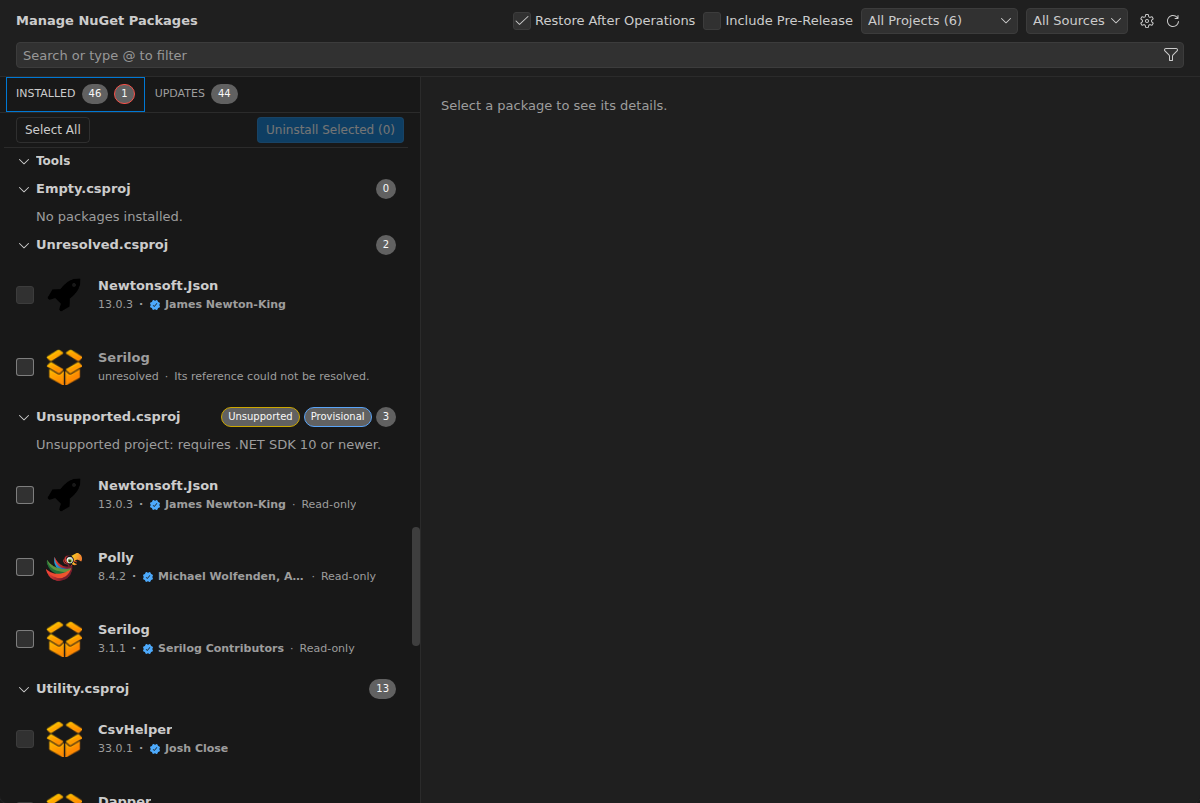 Manage NuGet Packages
Restore After Operations
Include Pre-Release
All Projects (6)
All Sources
Search or type @ to filter
INSTALLED 46 1
UPDATES 44
Select All
Uninstall Selected (0)
Select a package to see its details.
Tools
Empty.csproj 0
No packages installed.
Unresolved.csproj 2
Newtonsoft.Json
13.0.3 · James Newton-King
Serilog
unresolved · Its reference could not be resolved.
Unsupported.csproj Unsupported Provisional 3
Unsupported project: requires .NET SDK 10 or newer.
Newtonsoft.Json
13.0.3 · James Newton-King · Read-only
Polly
8.4.2 · Michael Wolfenden, A... · Read-only
Serilog
3.1.1 · Serilog Contributors · Read-only
Utility.csproj 13
CsvHelper
33.0.1 · Josh Close
Dapper